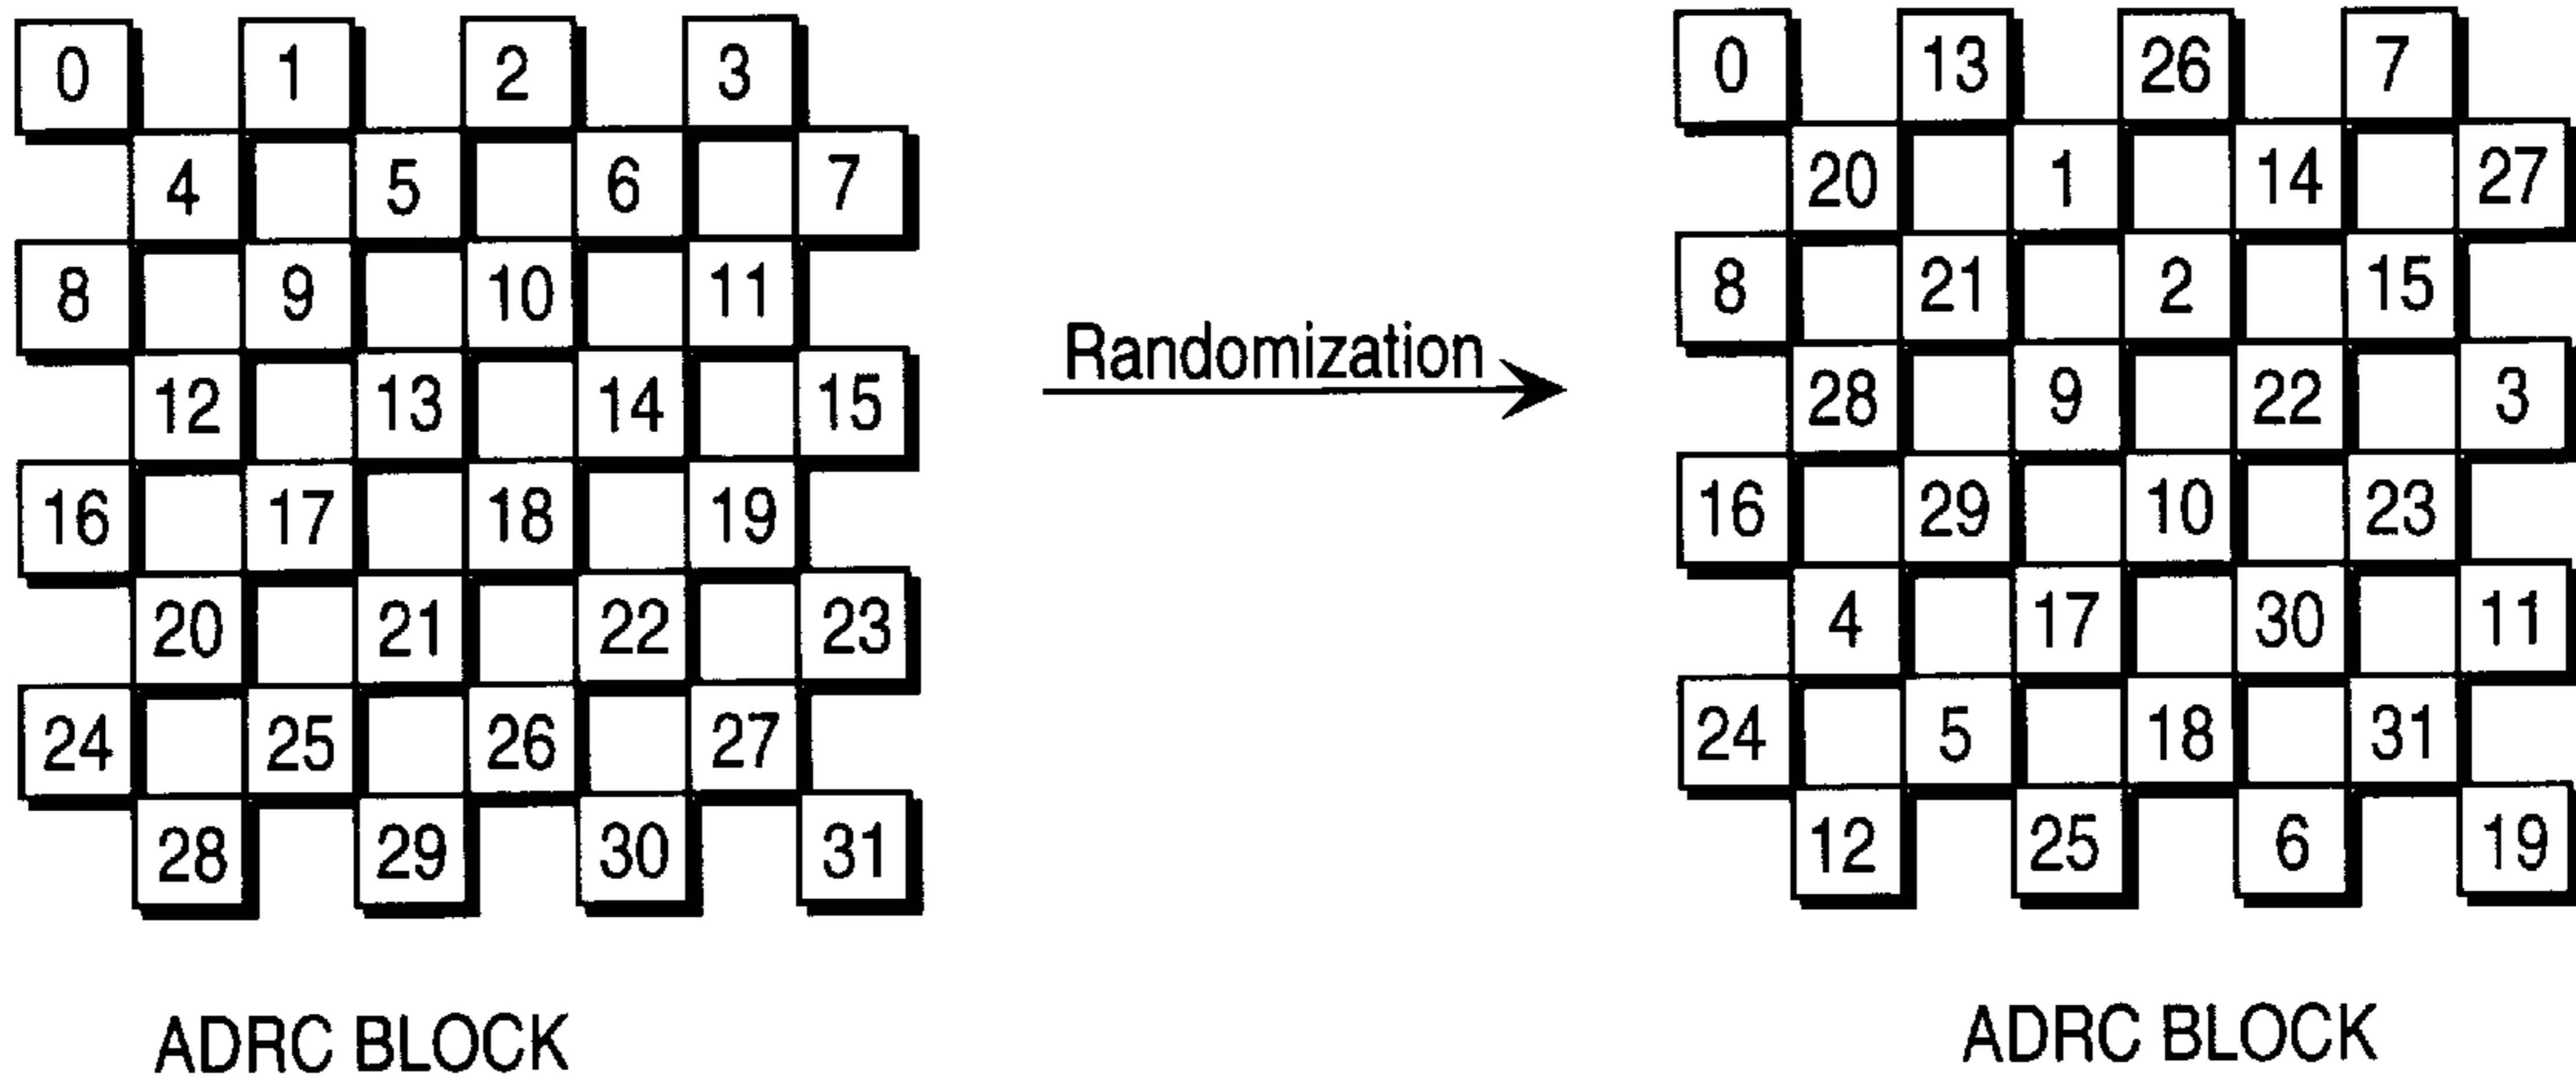 0 1 2 3
4 5 6 7
8 9 10 11
12 13 14 15
16 17 18 19
20 21 22 23
24 25 26 27
28 29 30 31
ADRC BLOCK
Randomization
0 13 26 7
20 1 14 27
8 21 2 15
28 9 22 3
16 29 10 23
4 17 30 11
24 5 18 31
12 25 6 19
ADRC BLOCK